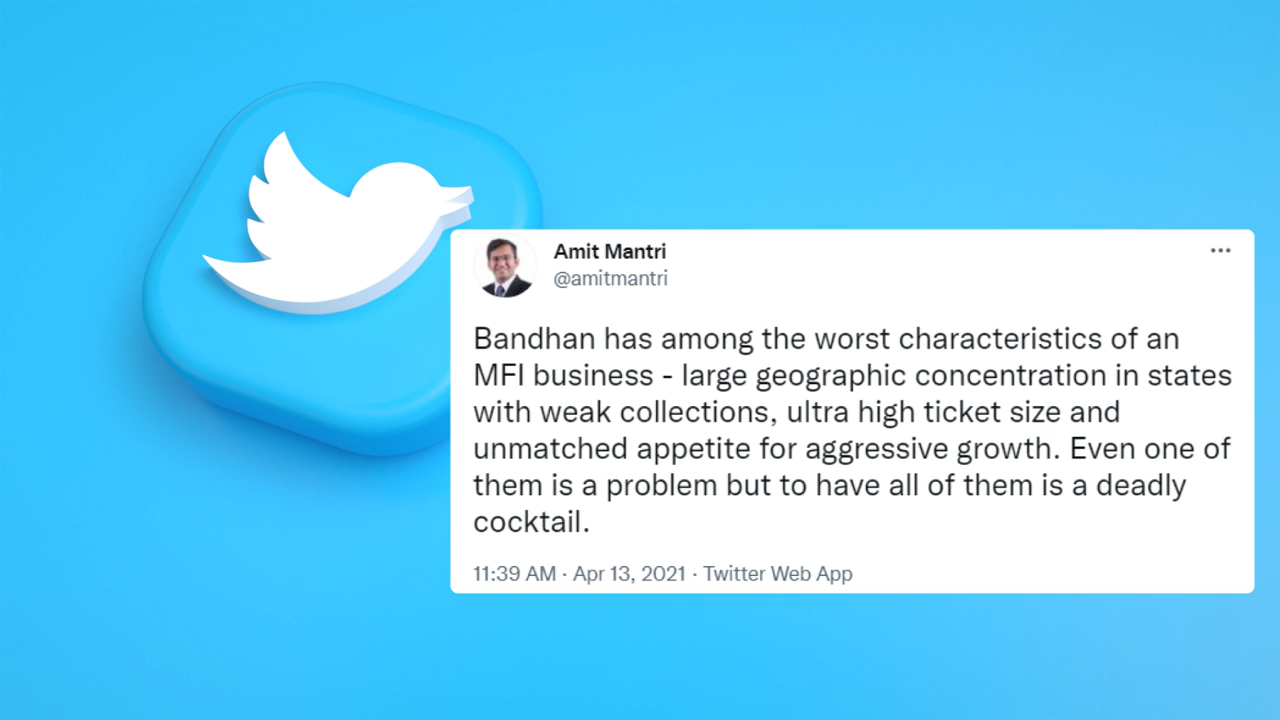 Amit Mantri
@amitmantri
Bandhan has among the worst characteristics of an
MFI business - large geographic concentration in states
with weak collections, ultra high ticket size and
unmatched appetite for aggressive growth. Even one of
them is a problem but to have all of them is a deadly
cocktail.
11:39 AM · Apr 13, 2021 · Twitter Web App